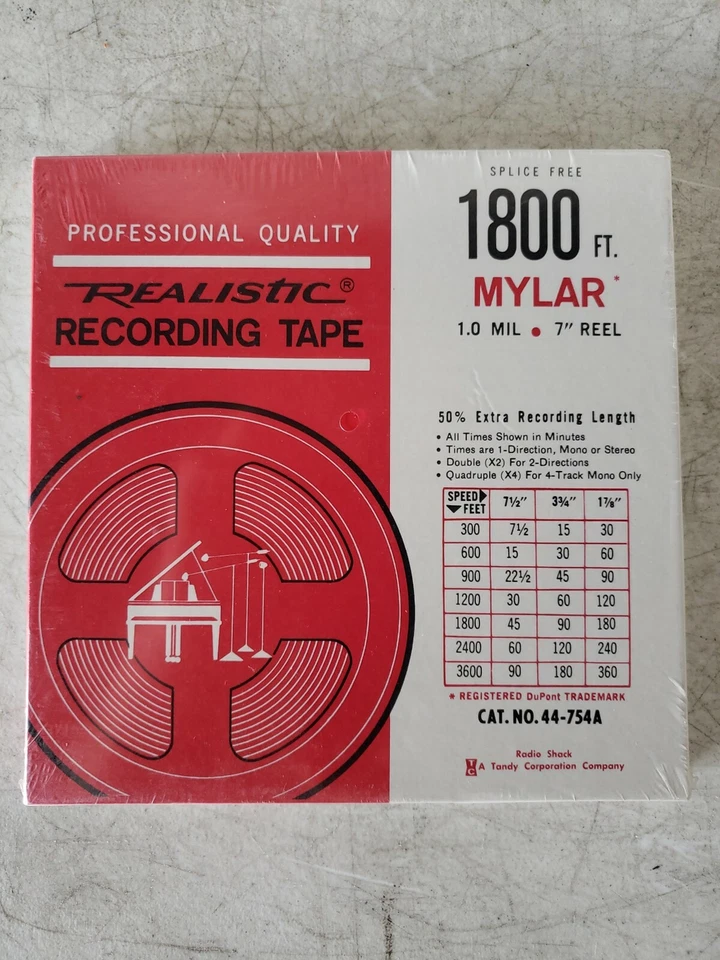 PROFESSIONAL QUALITY
REALISTIC®
RECORDING TAPE
SPLICE FREE
1800 FT.
MYLAR*
1.0 MIL • 7" REEL
50% Extra Recording Length
• All Times Shown in Minutes
• Times are 1-Direction, Mono or Stereo
• Double (X2) For 2-Directions
• Quadruple (X4) For 4-Track Mono Only
SPEED▶ FEET▼ 7½" 3¾" 1⅞"
300 7½ 15 30
600 15 30 60
900 22½ 45 90
1200 30 60 120
1800 45 90 180
2400 60 120 240
3600 90 180 360
* REGISTERED DuPont TRADEMARK
CAT. NO. 44-754A
Radio Shack
TC A Tandy Corporation Company